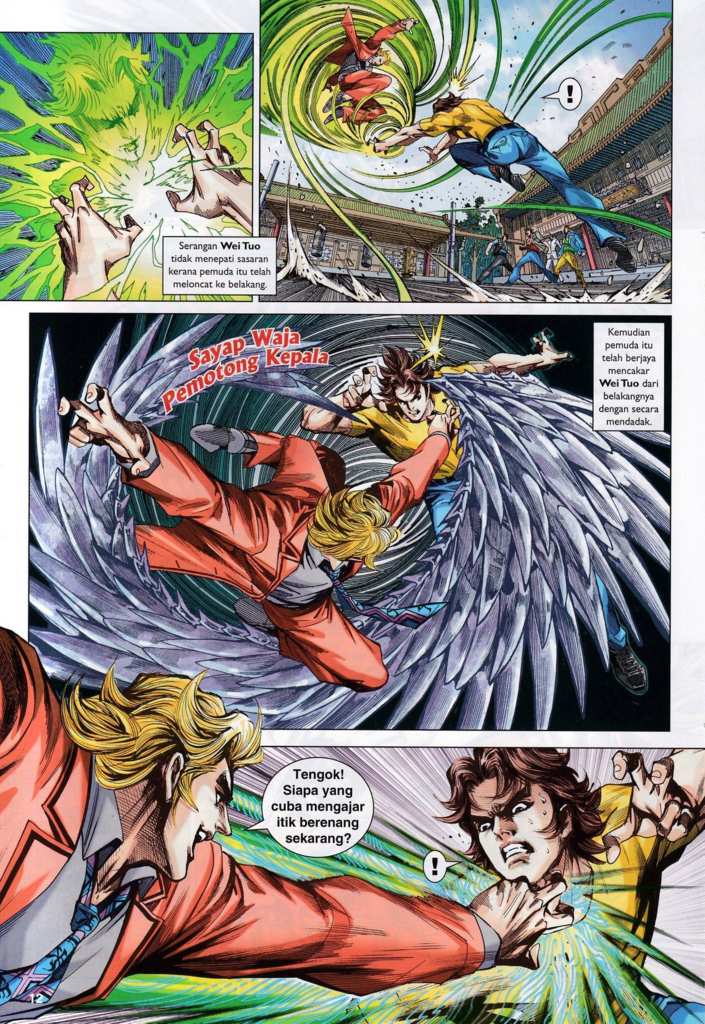 !
Serangan Wei Tuo
tidak menepati sasaran
kerana pemuda itu telah
meloncat ke belakang.
Sayap Waja
Pemotong Kepala
Kemudian
pemuda itu
telah berjaya
mencakar
Wei Tuo dari
belakangnya
dengan secara
mendadak.
Tengok!
Siapa yang
cuba mengajar
itik berenang
sekarang?
!
12